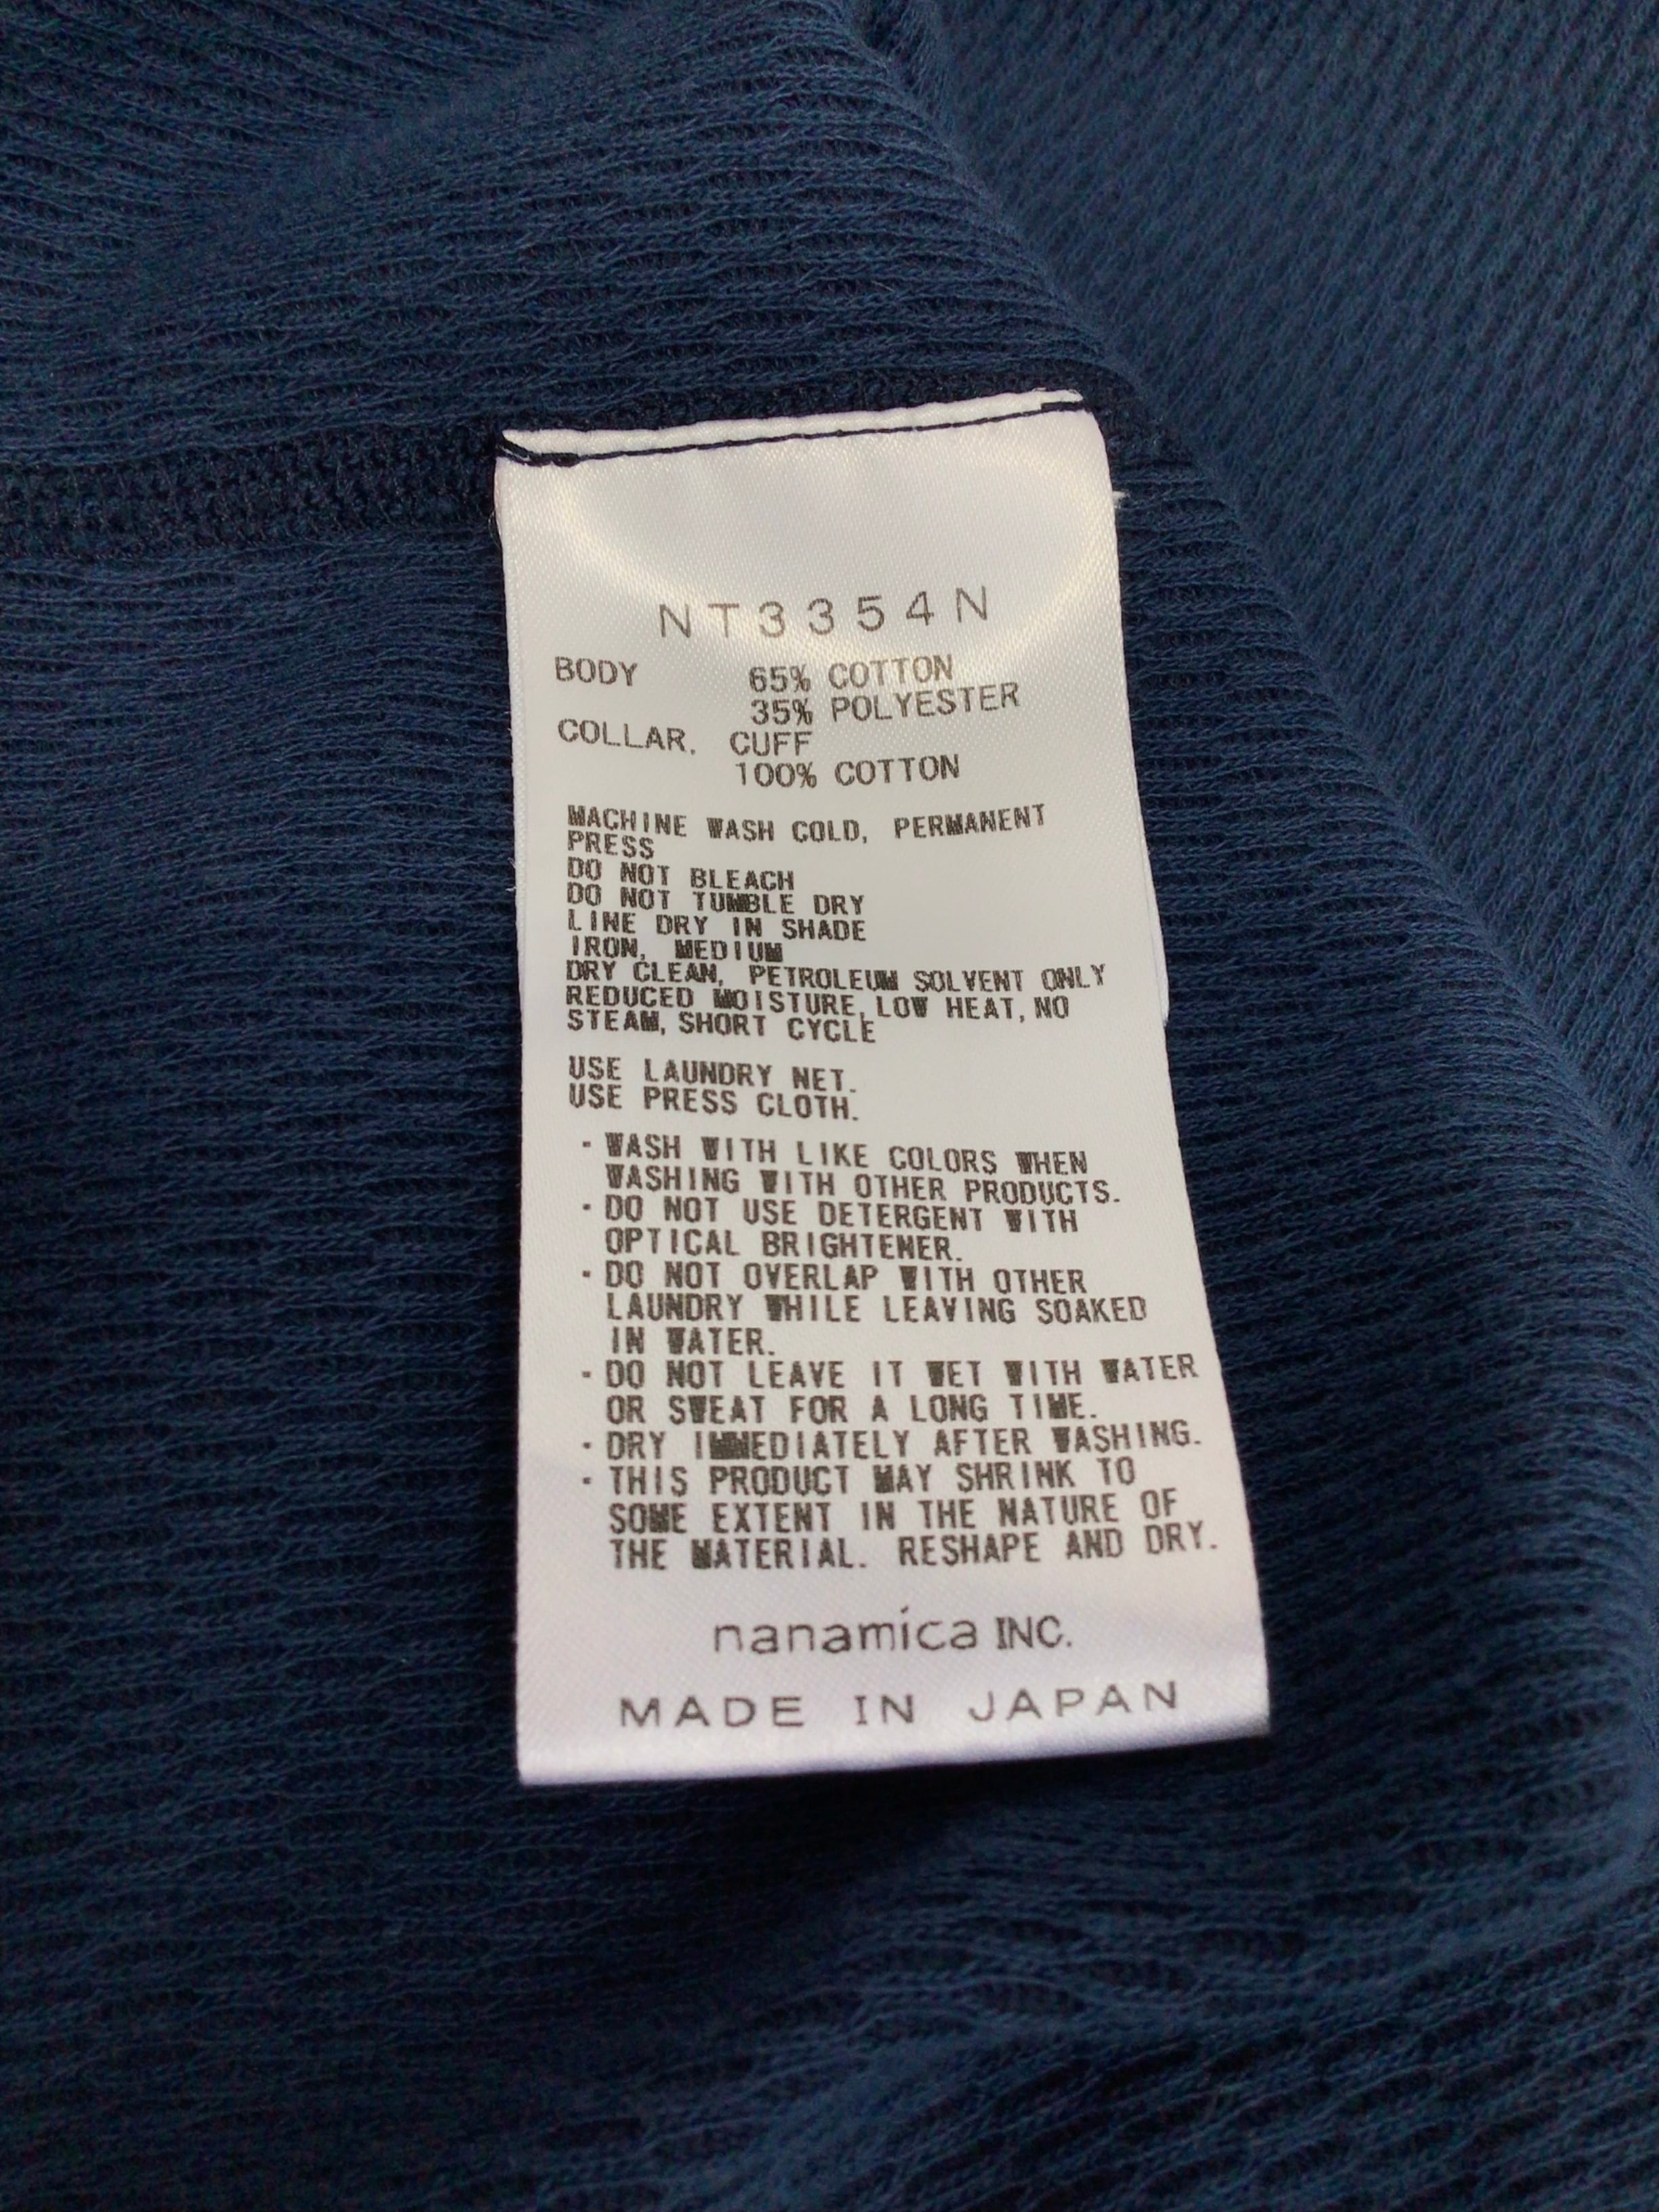 NT3354N
BODY 65% COTTON
35% POLYESTER
COLLAR. CUFF
100% COTTON
MACHINE WASH COLD, PERMANENT
PRESS
DO NOT BLEACH
DO NOT TUMBLE DRY
LINE DRY IN SHADE
IRON, MEDIUM
DRY CLEAN, PETROLEUM SOLVENT ONLY
REDUCED MOISTURE, LOW HEAT, NO
STEAM, SHORT CYCLE
USE LAUNDRY NET.
USE PRESS CLOTH.
・WASH WITH LIKE COLORS WHEN
WASHING WITH OTHER PRODUCTS.
・DO NOT USE DETERGENT WITH
OPTICAL BRIGHTENER.
・DO NOT OVERLAP WITH OTHER
LAUNDRY WHILE LEAVING SOAKED
IN WATER.
・DO NOT LEAVE IT WET WITH WATER
OR SWEAT FOR A LONG TIME.
・DRY IMMEDIATELY AFTER WASHING.
・THIS PRODUCT MAY SHRINK TO
SOME EXTENT IN THE NATURE OF
THE MATERIAL. RESHAPE AND DRY.
nanamíca INC.
MADE IN JAPAN